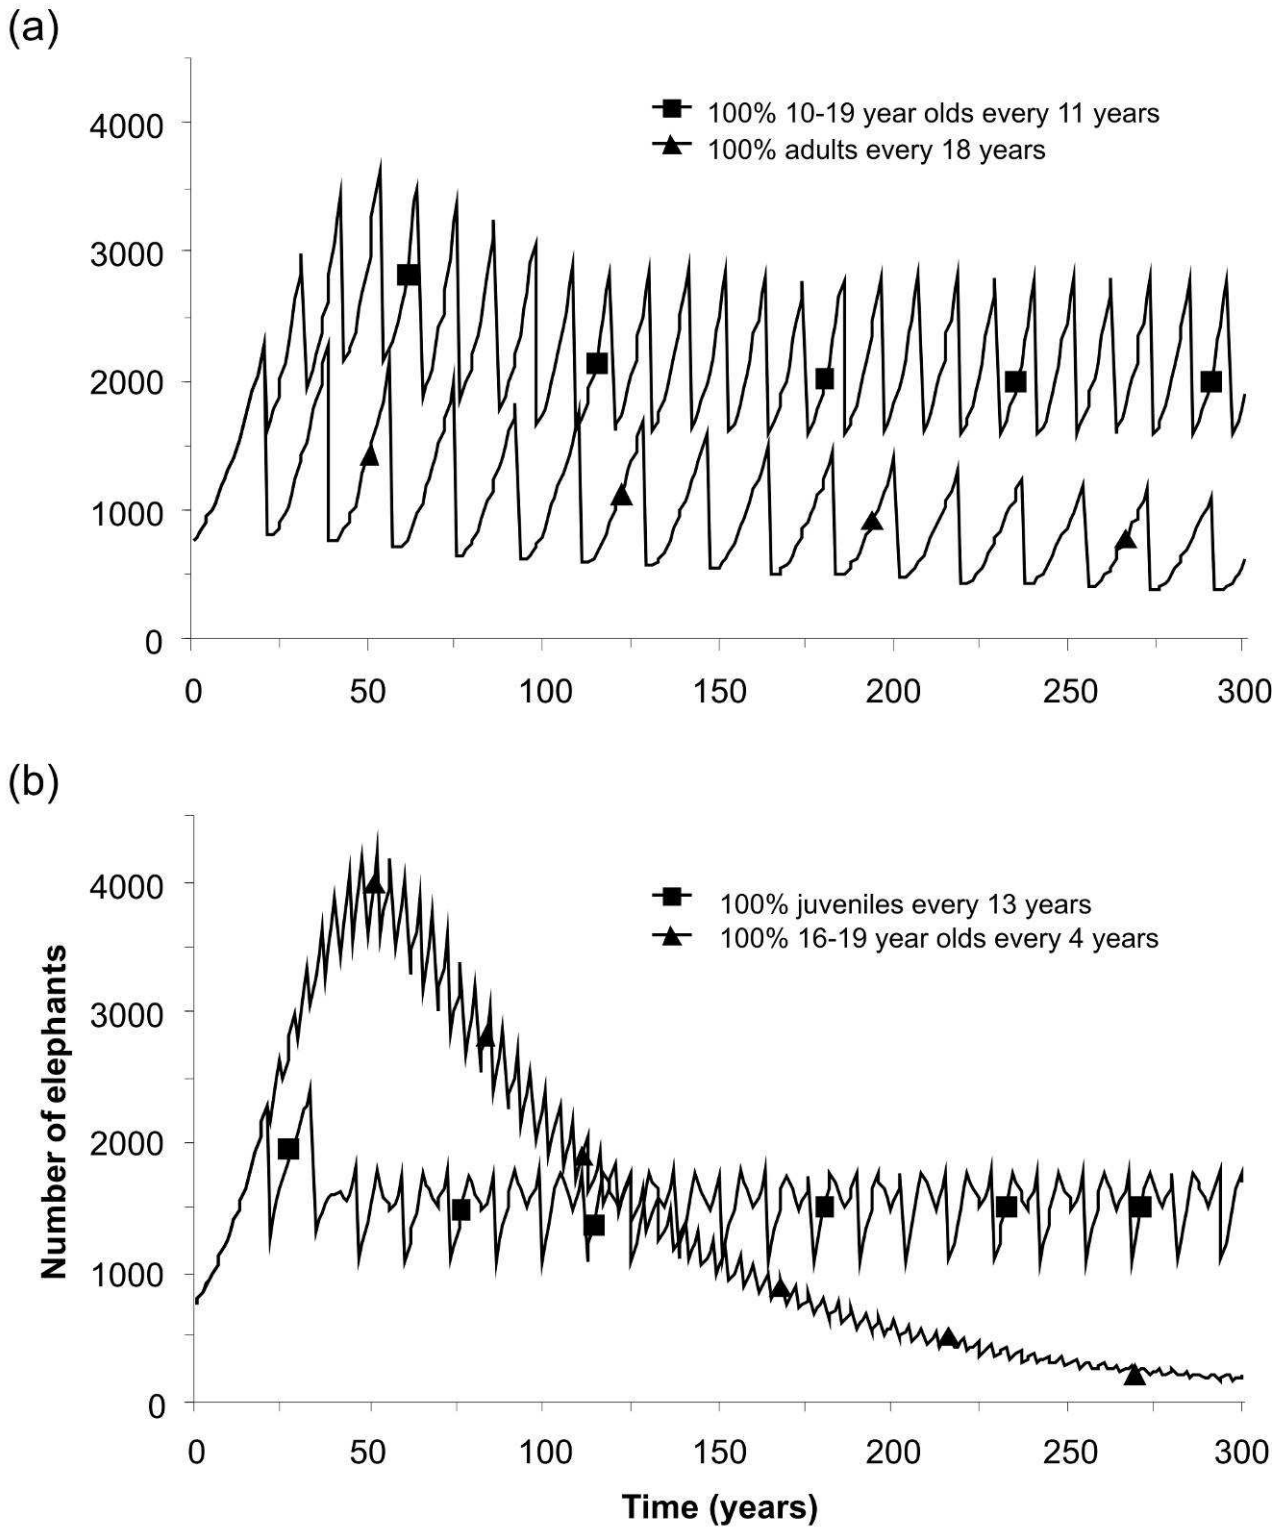 (a)
4000
3000
2000
1000
0
100% 10-19 year olds every 11 years
100% adults every 18 years
0 50 100 150 200 250 300
(b)
Number of elephants
4000
3000
2000
1000
0
100% juveniles every 13 years
100% 16-19 year olds every 4 years
0 50 100 150 200 250 300
Time (years)